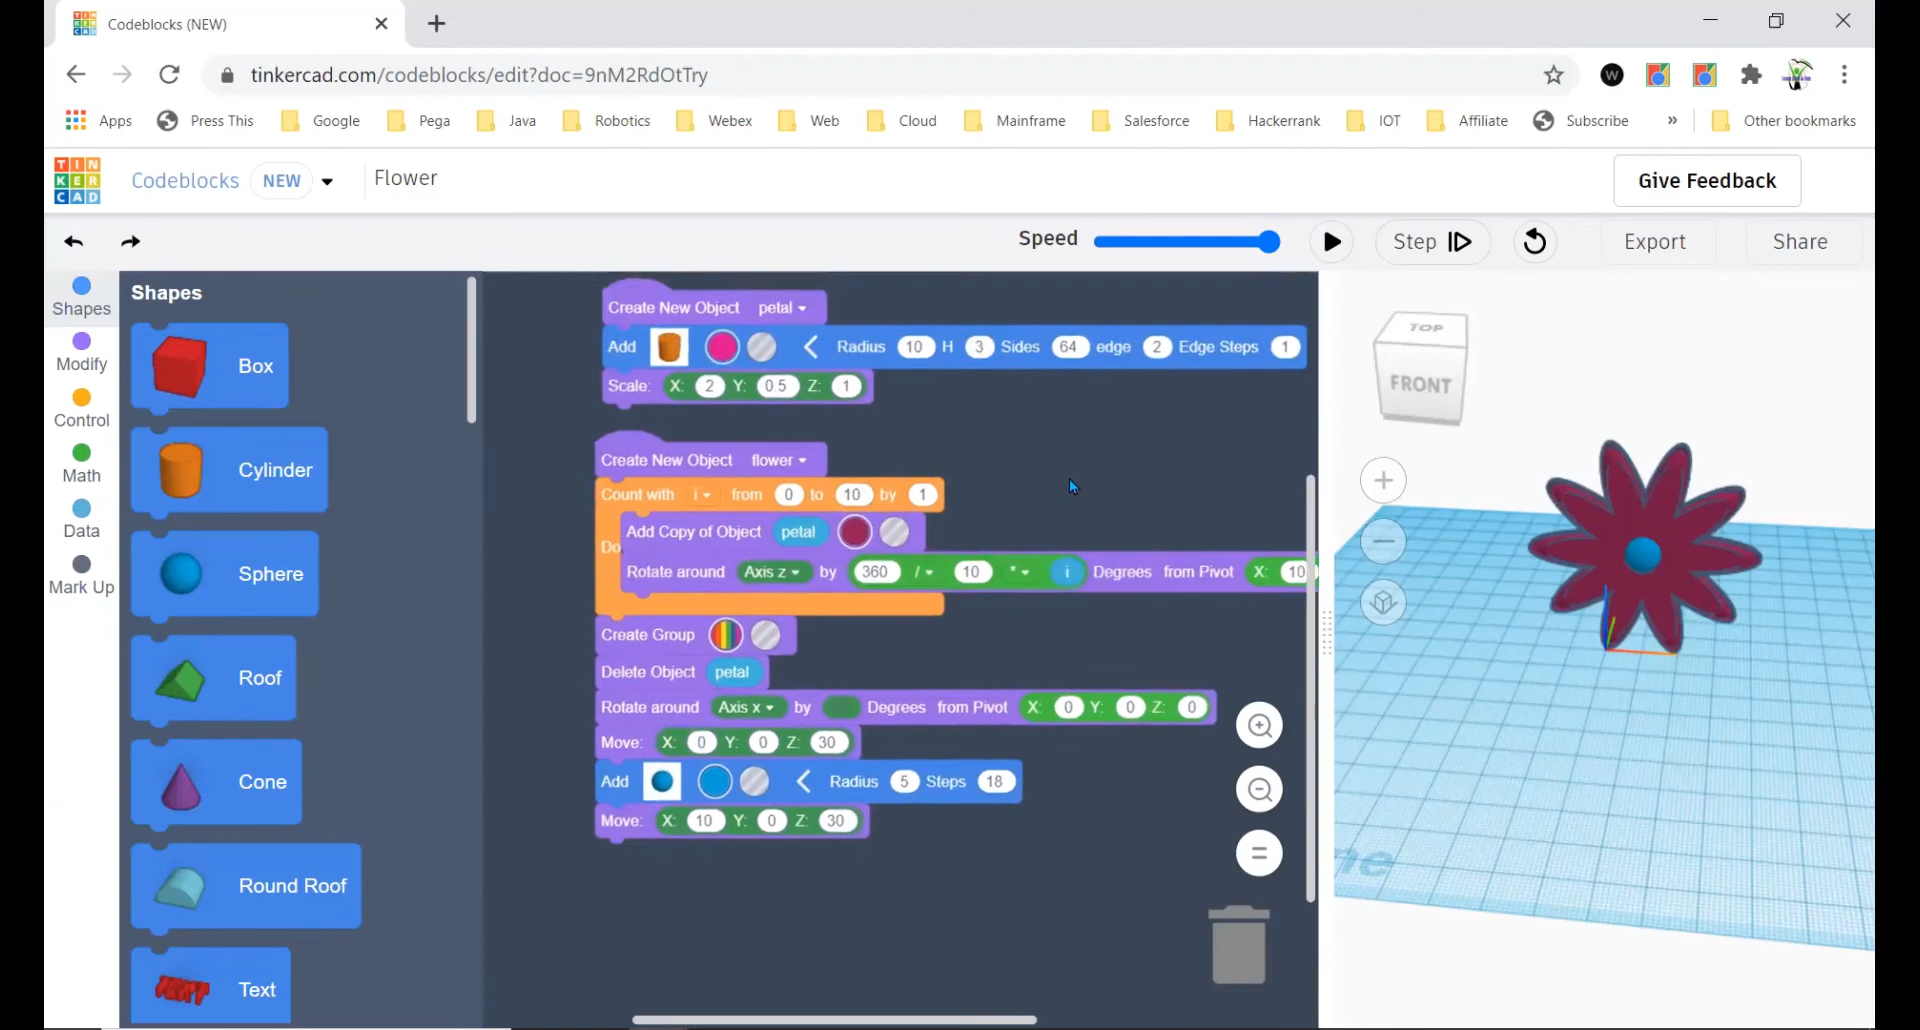 Codeblocks (NEW)
tinkercad.com/codeblocks/edit?doc=9nM2RdOtTry
W
Apps Press This Google Pega Java Robotics Webex Web Cloud Mainframe Salesforce Hackerrank IOT Affiliate Subscribe » Other bookmarks
TIN
KER
CAD
Codeblocks NEW Flower
Give Feedback
Speed Step Export Share
Shapes
Modify
Control
Math
Data
Mark Up
Shapes
Box
Cylinder
Sphere
Roof
Cone
Round Roof
Text
Create New Object petal
Add Radius 10 H 3 Sides 64 edge 2 Edge Steps 1
Scale: X: 2 Y: 0 5 Z: 1
Create New Object flower
Count with i from 0 to 10 by 1
Do
Add Copy of Object petal
Rotate around Axis z by 360 / 10 * i Degrees from Pivot X: 10
Create Group
Delete Object petal
Rotate around Axis x by Degrees from Pivot X: 0 Y: 0 Z: 0
Move: X: 0 Y: 0 Z: 30
Add Radius 5 Steps 18
Move: X: 10 Y: 0 Z: 30
TOP
FRONT
ne